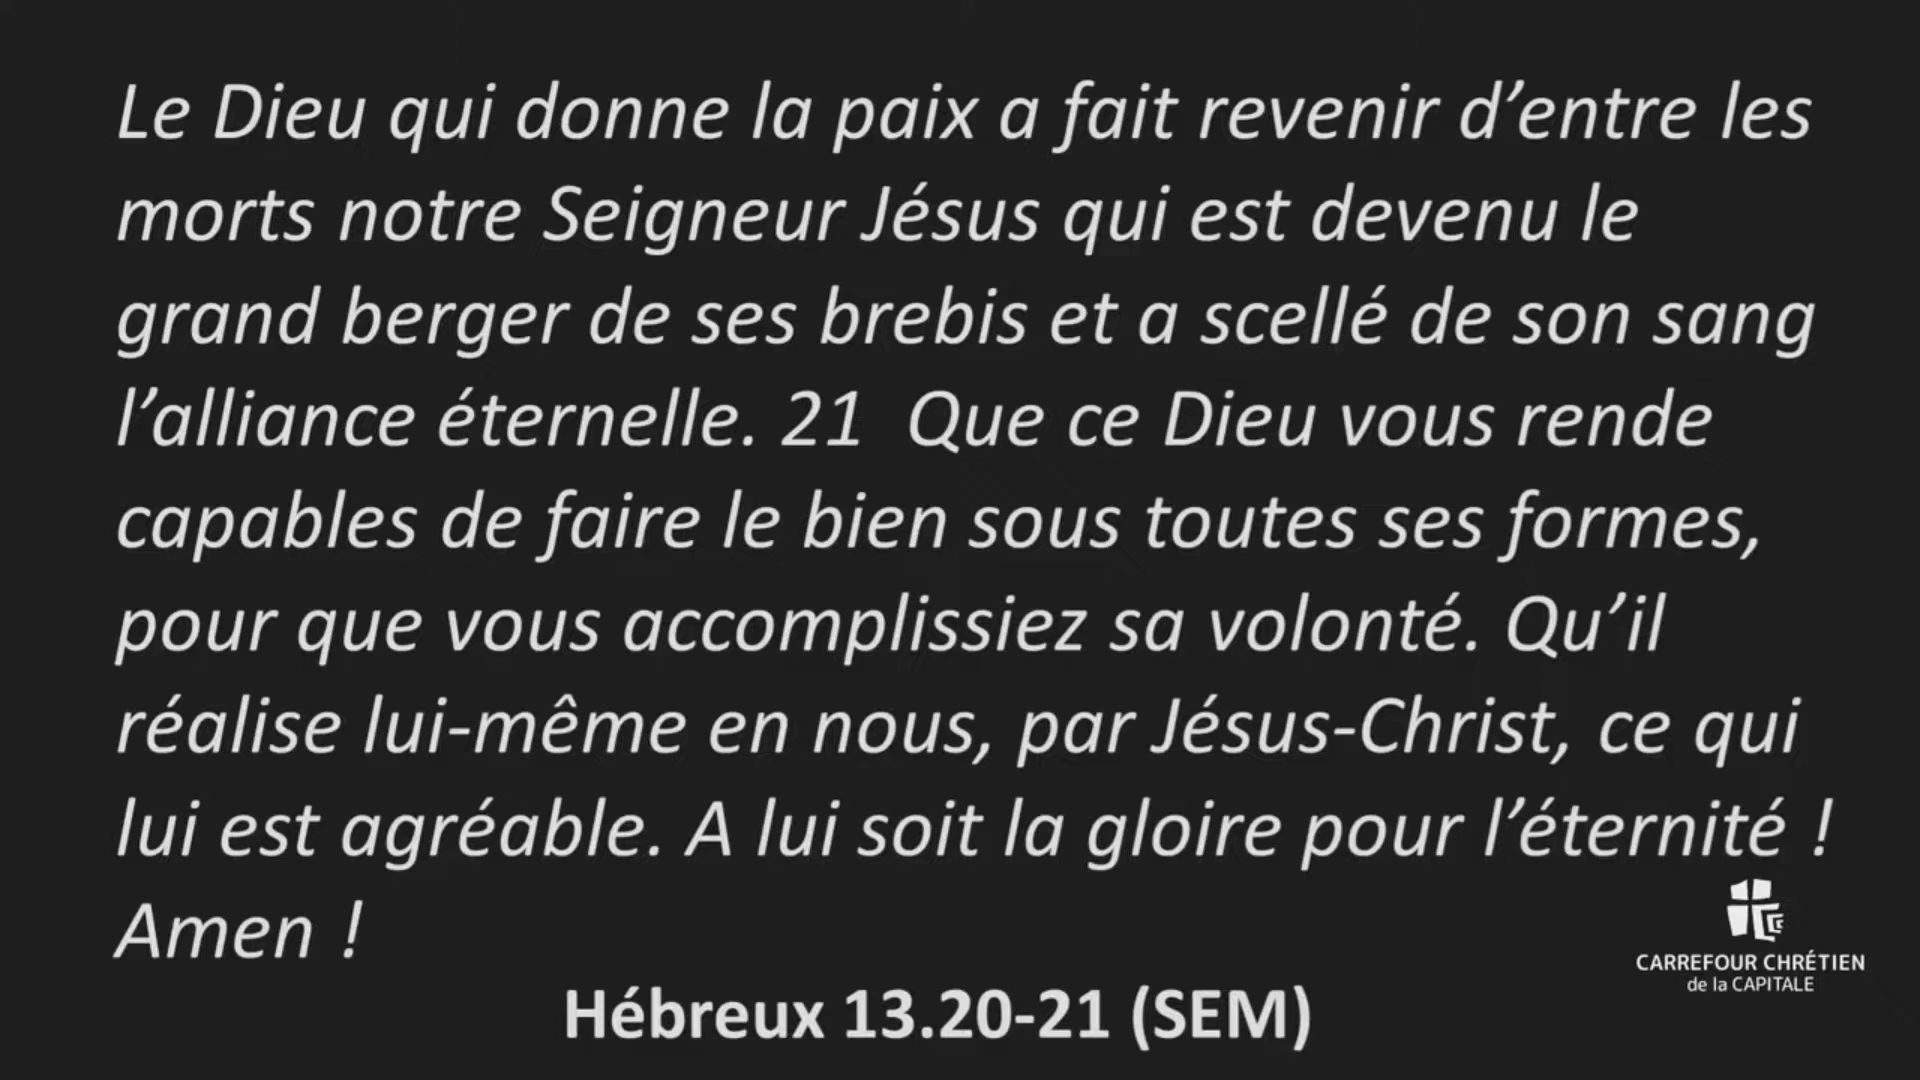 Le Dieu qui donne la paix a fait revenir d’entre les
morts notre Seigneur Jésus qui est devenu le
grand berger de ses brebis et a scellé de son sang
l’alliance éternelle. 21  Que ce Dieu vous rende
capables de faire le bien sous toutes ses formes,
pour que vous accomplissiez sa volonté. Qu’il
réalise lui-même en nous, par Jésus-Christ, ce qui
lui est agréable. A lui soit la gloire pour l’éternité !
Amen !
CARREFOUR CHRÉTIEN
de la CAPITALE
Hébreux 13.20-21 (SEM)